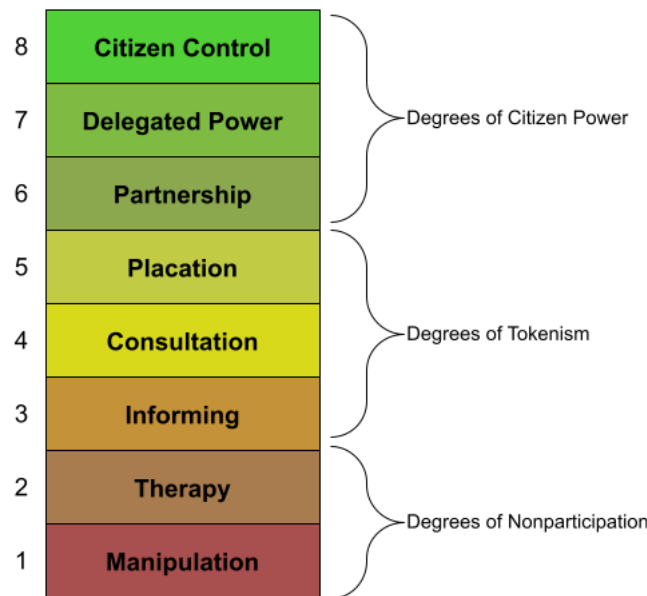 8 Citizen Control
7 Delegated Power
Degrees of Citizen Power
6 Partnership
5 Placation
4 Consultation
Degrees of Tokenism
3 Informing
2 Therapy
Degrees of Nonparticipation
1 Manipulation